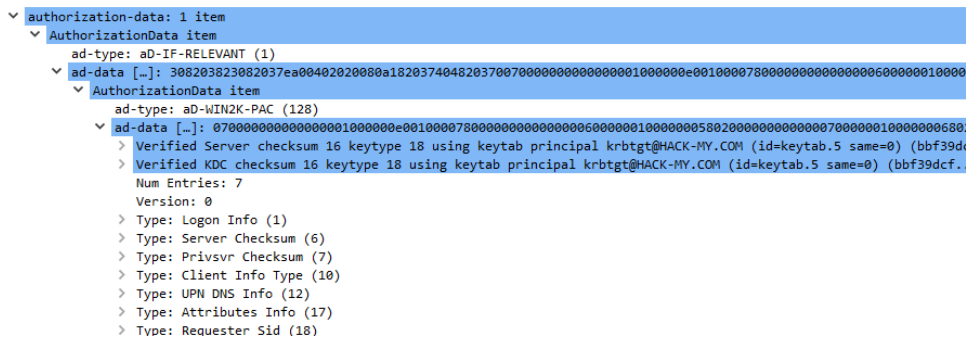 authorization-data: 1 item
AuthorizationData item
ad-type: aD-IF-RELEVANT (1)
ad-data […]: 308203823082037ea00402020080a182037404820370070000000000000001000000e00100007800000000000000060000001000
AuthorizationData item
ad-type: aD-WIN2K-PAC (128)
ad-data […]: 070000000000000001000000e00100007800000000000000060000001000000058020000000000000700000010000000680
Verified Server checksum 16 keytype 18 using keytab principal krbtgt@HACK-MY.COM (id=keytab.5 same=0) (bbf39dc
Verified KDC checksum 16 keytype 18 using keytab principal krbtgt@HACK-MY.COM (id=keytab.5 same=0) (bbf39dcf..
Num Entries: 7
Version: 0
Type: Logon Info (1)
Type: Server Checksum (6)
Type: Privsvr Checksum (7)
Type: Client Info Type (10)
Type: UPN DNS Info (12)
Type: Attributes Info (17)
Type: Requester Sid (18)